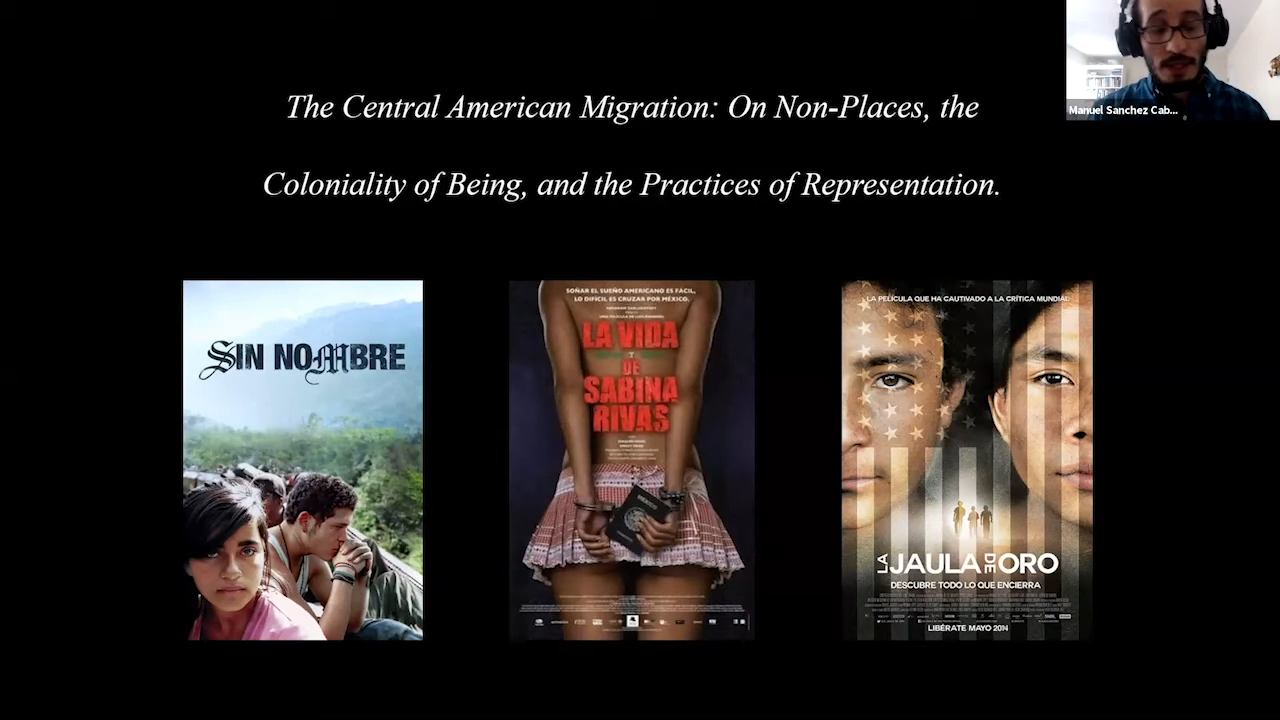 The Central American Migration: On Non-Places, the
Coloniality of Being, and the Practices of Representation.
Manuel Sanchez Cab...
SIN NOMBRE
SOÑAR EL SUEÑO AMERICANO ES FÁCIL,
LO DIFÍCIL ES CRUZAR POR MÉXICO.
LA VIDA
DE
SABINA
RIVAS
LA PELÍCULA QUE HA CAUTIVADO A LA CRÍTICA MUNDIAL
LA JAULA DE ORO
DESCUBRE TODO LO QUE ENCIERRA
LIBÉRATE MAYO 2014